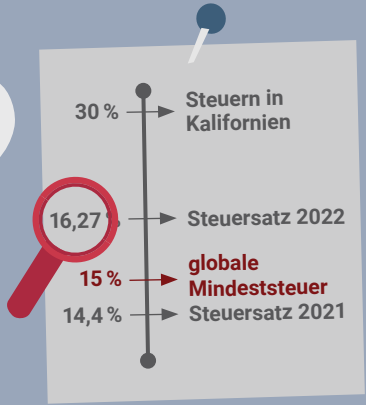 30 % Steuern in
Kalifornien
16,27 % Steuersatz 2022
globale
15 % Mindeststeuer
14,4 % Steuersatz 2021